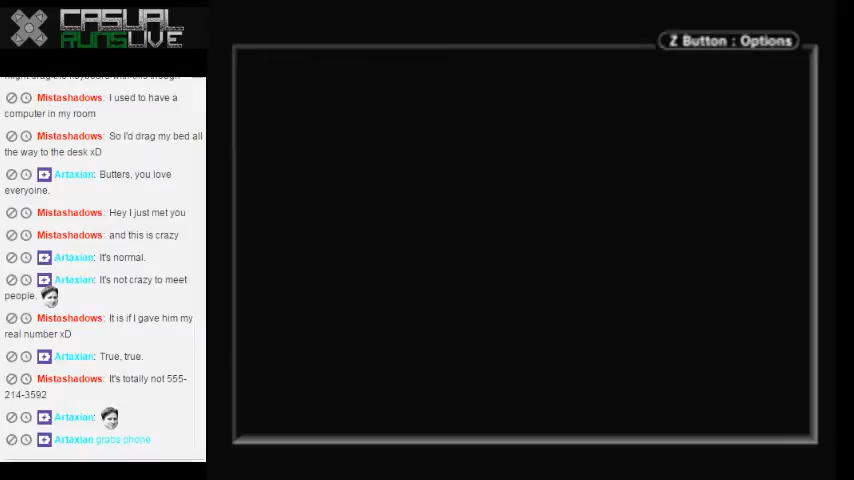 CASUAL
RUNSLIVE
Z Button : Options
Mistashadows: I used to have a
computer in my room
Mistashadows: So I'd drag my bed all
the way to the desk xD
Artaxian: Butters, you love
everyoine.
Mistashadows: Hey I just met you
Mistashadows: and this is crazy
Artaxian: It's normal.
Artaxian: It's not crazy to meet
people.
Mistashadows: It is if I gave him my
real number xD
Artaxian: True, true.
Mistashadows: It's totally not 555-
214-3592
Artaxian:
Artaxian grabs phone